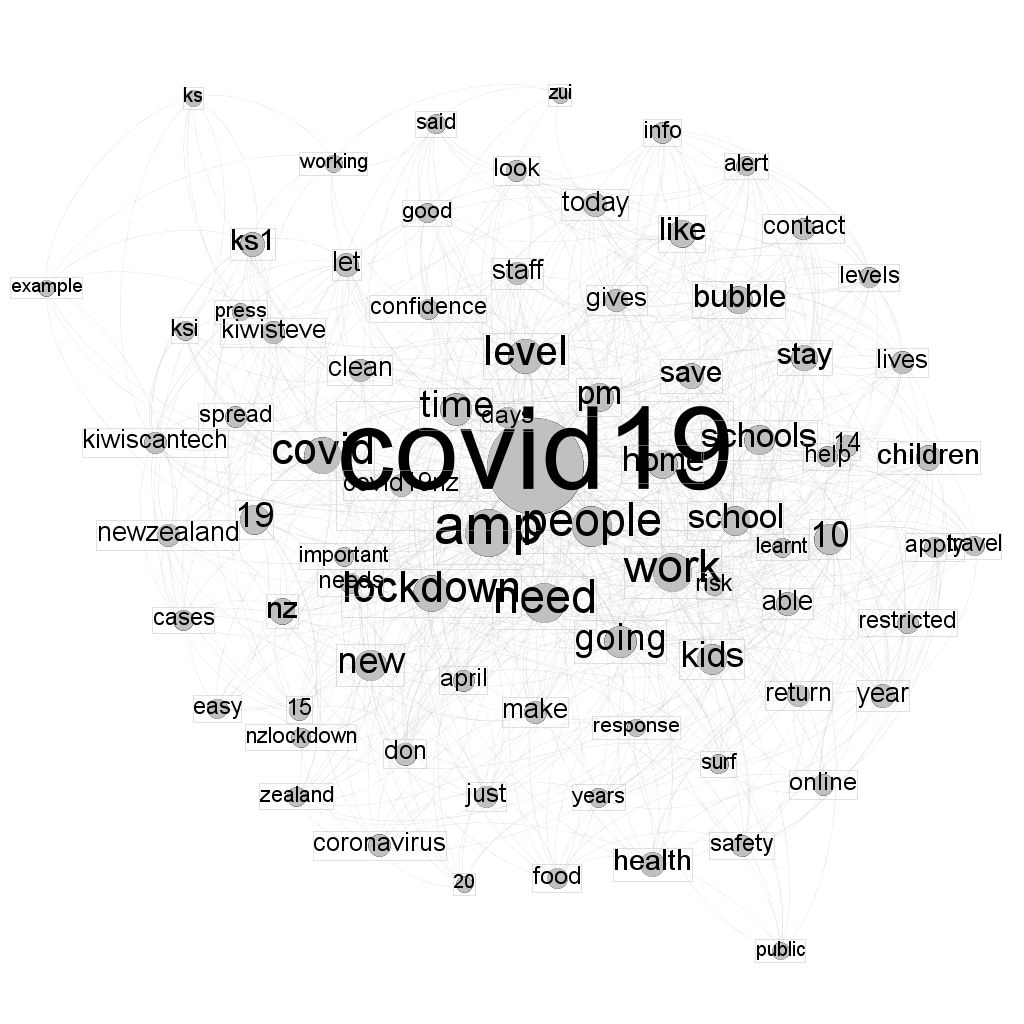 ks
zui
said
info
working
look
alert
today
good
like
contact
ks1
let
staff
levels
example
confidence
gives
bubble
press
ksi
kiwisteve
level
stay
lives
clean
save
time
pm
days
spread
covid19
schools
14
kiwiscantech
covid
home
help
children
covid19nz
19
amp
people
school
newzealand
10
learnt
apply
travel
important
needs
lockdown
need
work
risk
able
cases
nz
restricted
going
kids
new
april
return
year
easy
15
make
nzlockdown
response
don
surf
online
zealand
just
years
coronavirus
safety
health
20
food
public